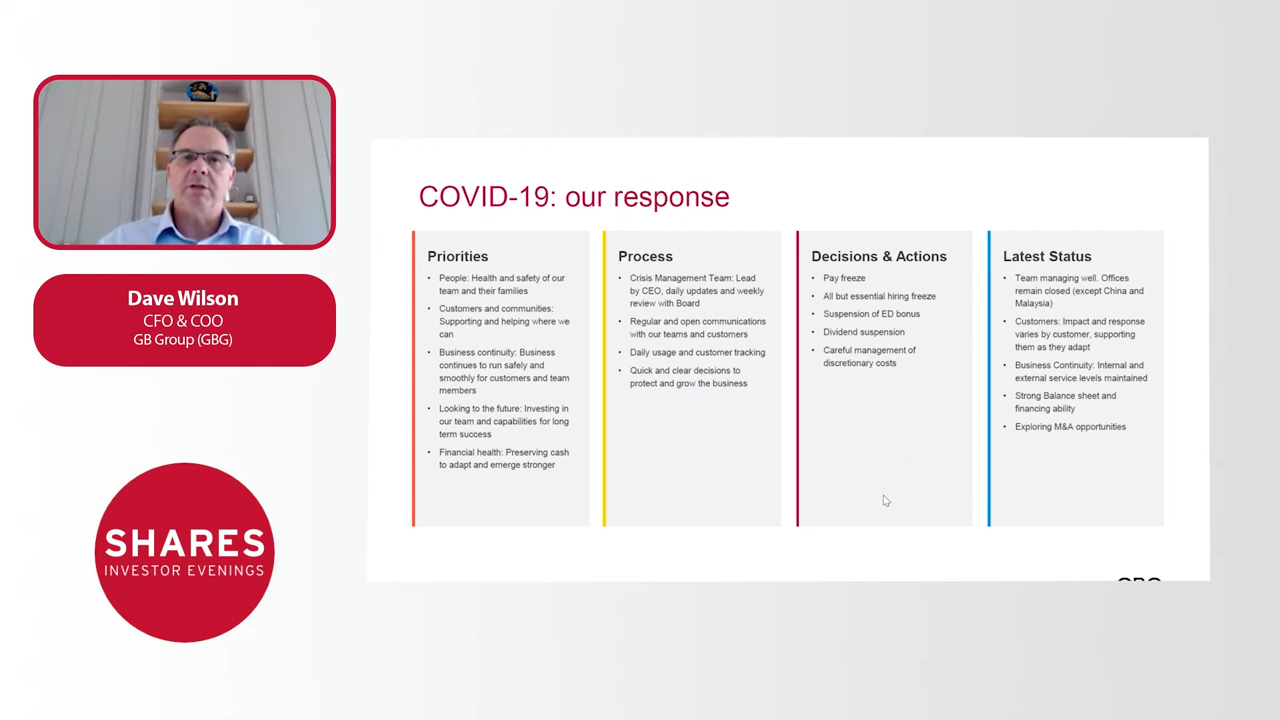 Dave Wilson
CFO & COO
GB Group (GBG)
SHARES
INVESTOR EVENINGS
COVID-19: our response
Priorities
• People: Health and safety of our
team and their families
• Customers and communities:
Supporting and helping where we
can
• Business continuity: Business
continues to run safely and
smoothly for customers and team
members
• Looking to the future: Investing in
our team and capabilities for long
term success
• Financial health: Preserving cash
to adapt and emerge stronger
Process
• Crisis Management Team: Lead
by CEO, daily updates and weekly
review with Board
• Regular and open communications
with our teams and customers
• Daily usage and customer tracking
• Quick and clear decisions to
protect and grow the business
Decisions & Actions
• Pay freeze
• All but essential hiring freeze
• Suspension of ED bonus
• Dividend suspension
• Careful management of
discretionary costs
Latest Status
• Team managing well. Offices
remain closed (except China and
Malaysia)
• Customers: Impact and response
varies by customer, supporting
them as they adapt
• Business Continuity: Internal and
external service levels maintained
• Strong Balance sheet and
financing ability
• Exploring M&A opportunities